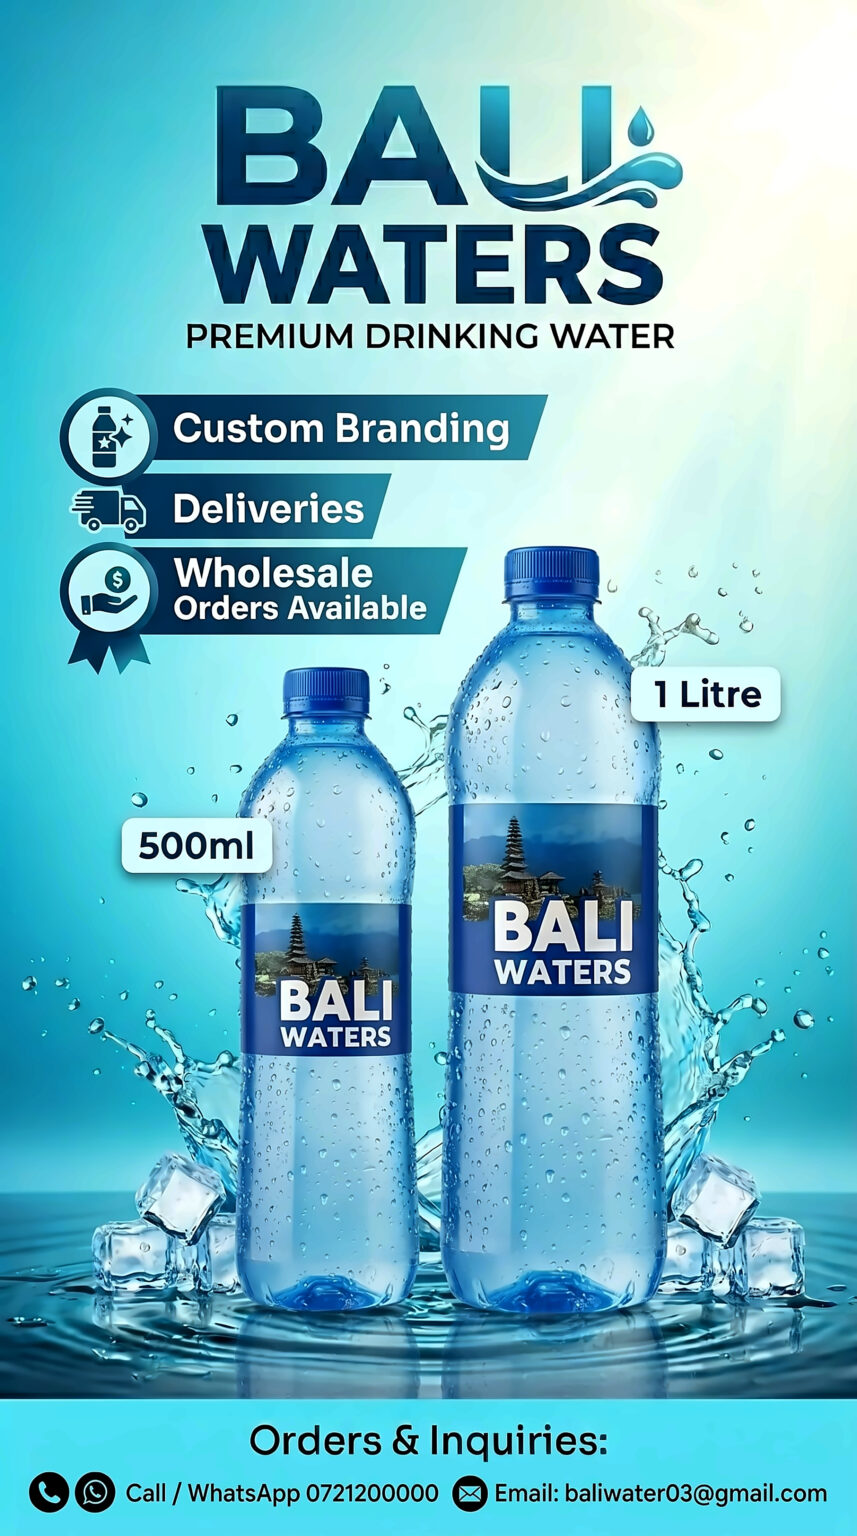 BALI
WATERS
PREMIUM DRINKING WATER
Custom Branding
Deliveries
Wholesale
Orders Available
$
1 Litre
500ml
BALI
WATERS
BALI
WATERS
Orders & Inquiries:
Call / WhatsApp 0721200000 Email: baliwater03@gmail.com